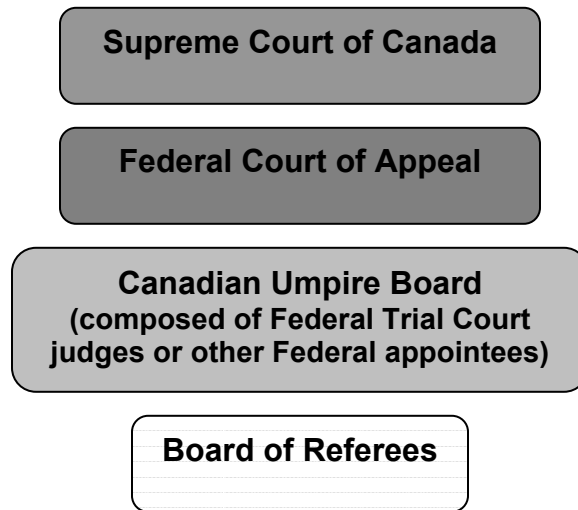 Supreme Court of Canada
Federal Court of Appeal
Canadian Umpire Board
(composed of Federal Trial Court
judges or other Federal appointees)
Board of Referees